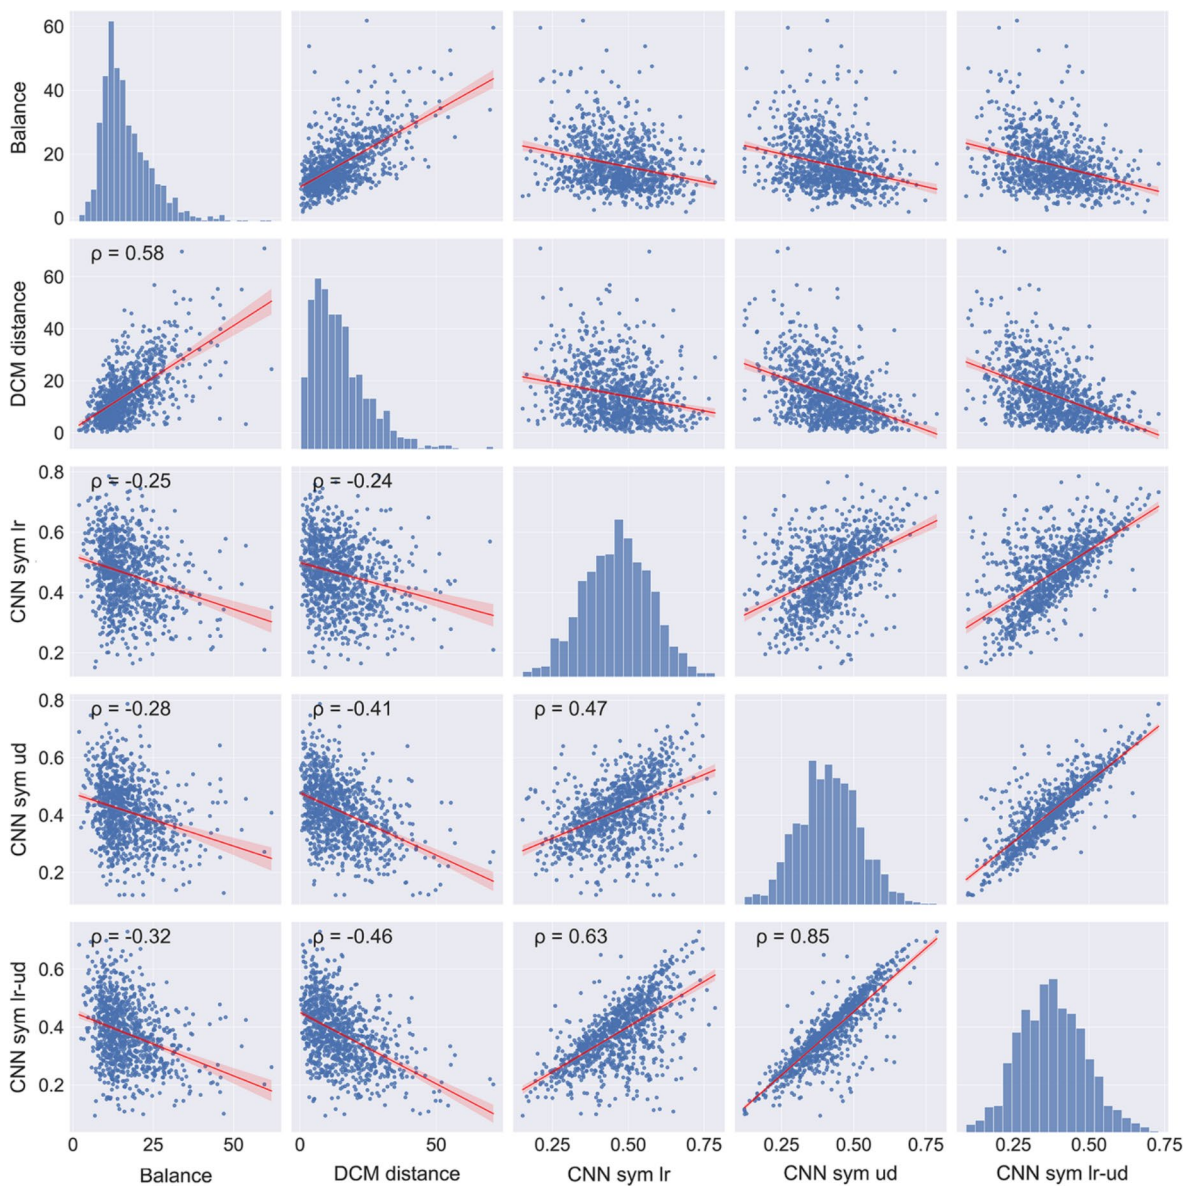 60
40
20
0
Balance
ρ = 0.58
60
40
20
0
DCM distance
ρ = -0.25
ρ = -0.24
0.8
0.6
0.4
0.2
CNN sym lr
ρ = -0.28
ρ = -0.41
ρ = 0.47
0.8
0.6
0.4
0.2
CNN sym ud
ρ = -0.32
ρ = -0.46
ρ = 0.63
ρ = 0.85
0.6
0.4
0.2
CNN sym lr-ud
0 25 50
0 50
0.25 0.50 0.75
0.25 0.50 0.75
0.25 0.50 0.75
Balance
DCM distance
CNN sym lr
CNN sym ud
CNN sym lr-ud